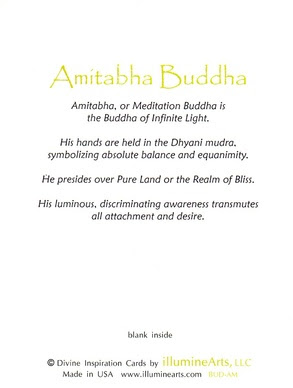 Amitabha Buddha
Amitabha, or Meditation Buddha is
the Buddha of Infinite Light.
His hands are held in the Dhyani mudra,
symbolizing absolute balance and equanimity.
He presides over Pure Land or the Realm of Bliss.
His luminous, discriminating awareness transmutes
all attachment and desire.
blank inside
© Divine Inspiration Cards by illumineArts, LLC
Made in USA www.illuminearts.com BUD-AM